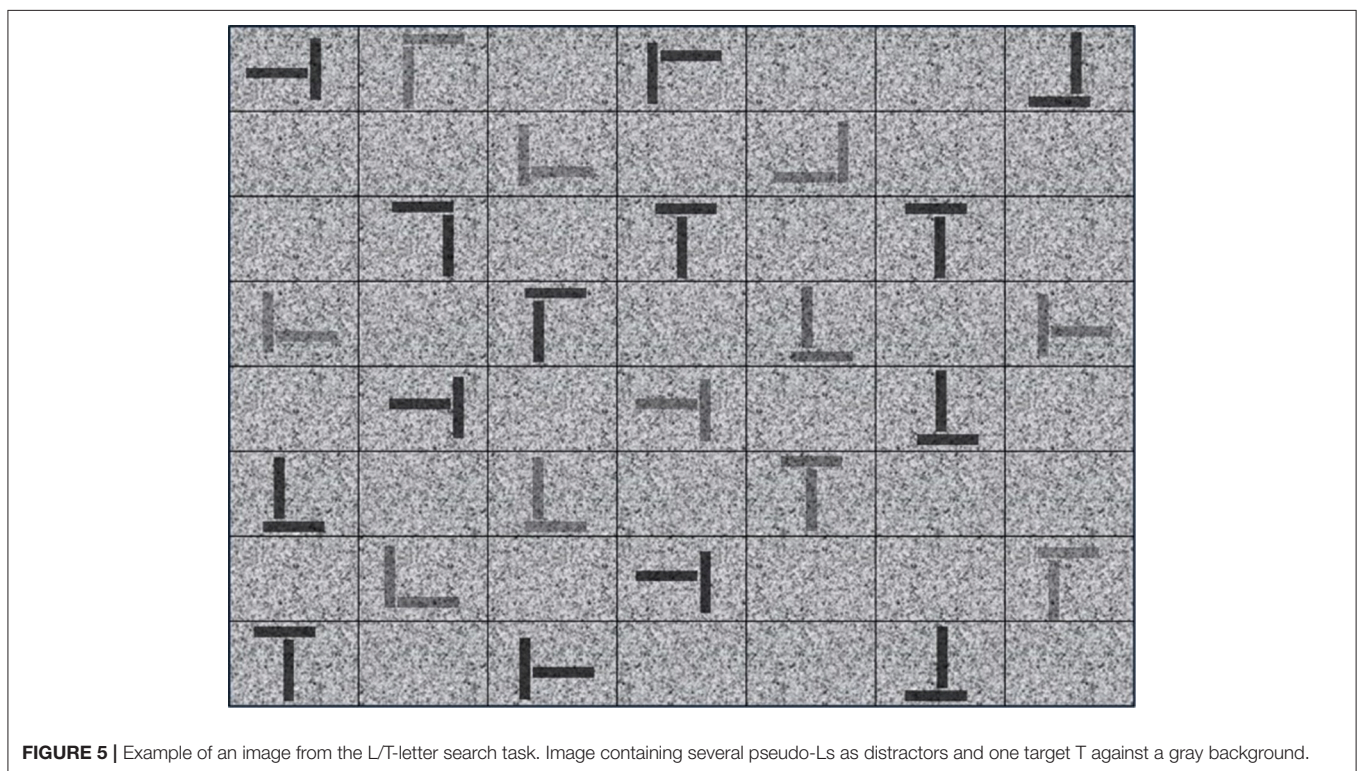 FIGURE 5 | Example of an image from the L/T-letter search task. Image containing several pseudo-Ls as distractors and one target T against a gray background.